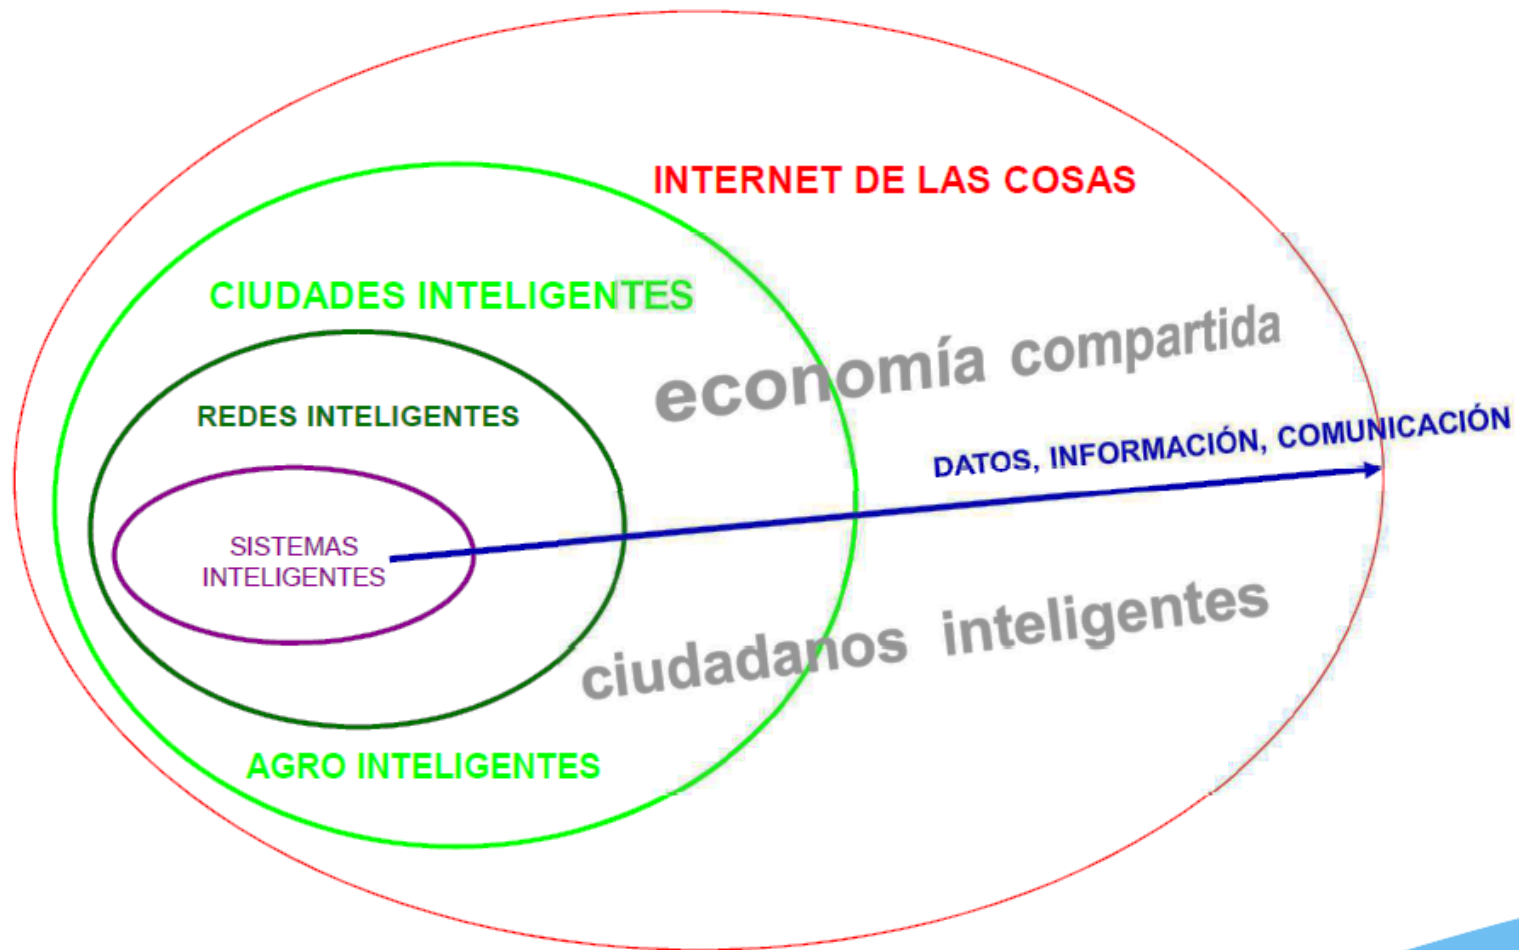 INTERNET DE LAS COSAS
CIUDADES INTELIGENTES
economía compartida
REDES INTELIGENTES
DATOS, INFORMACIÓN, COMUNICACIÓN
SISTEMAS
INTELIGENTES
ciudadanos inteligentes
AGRO INTELIGENTES